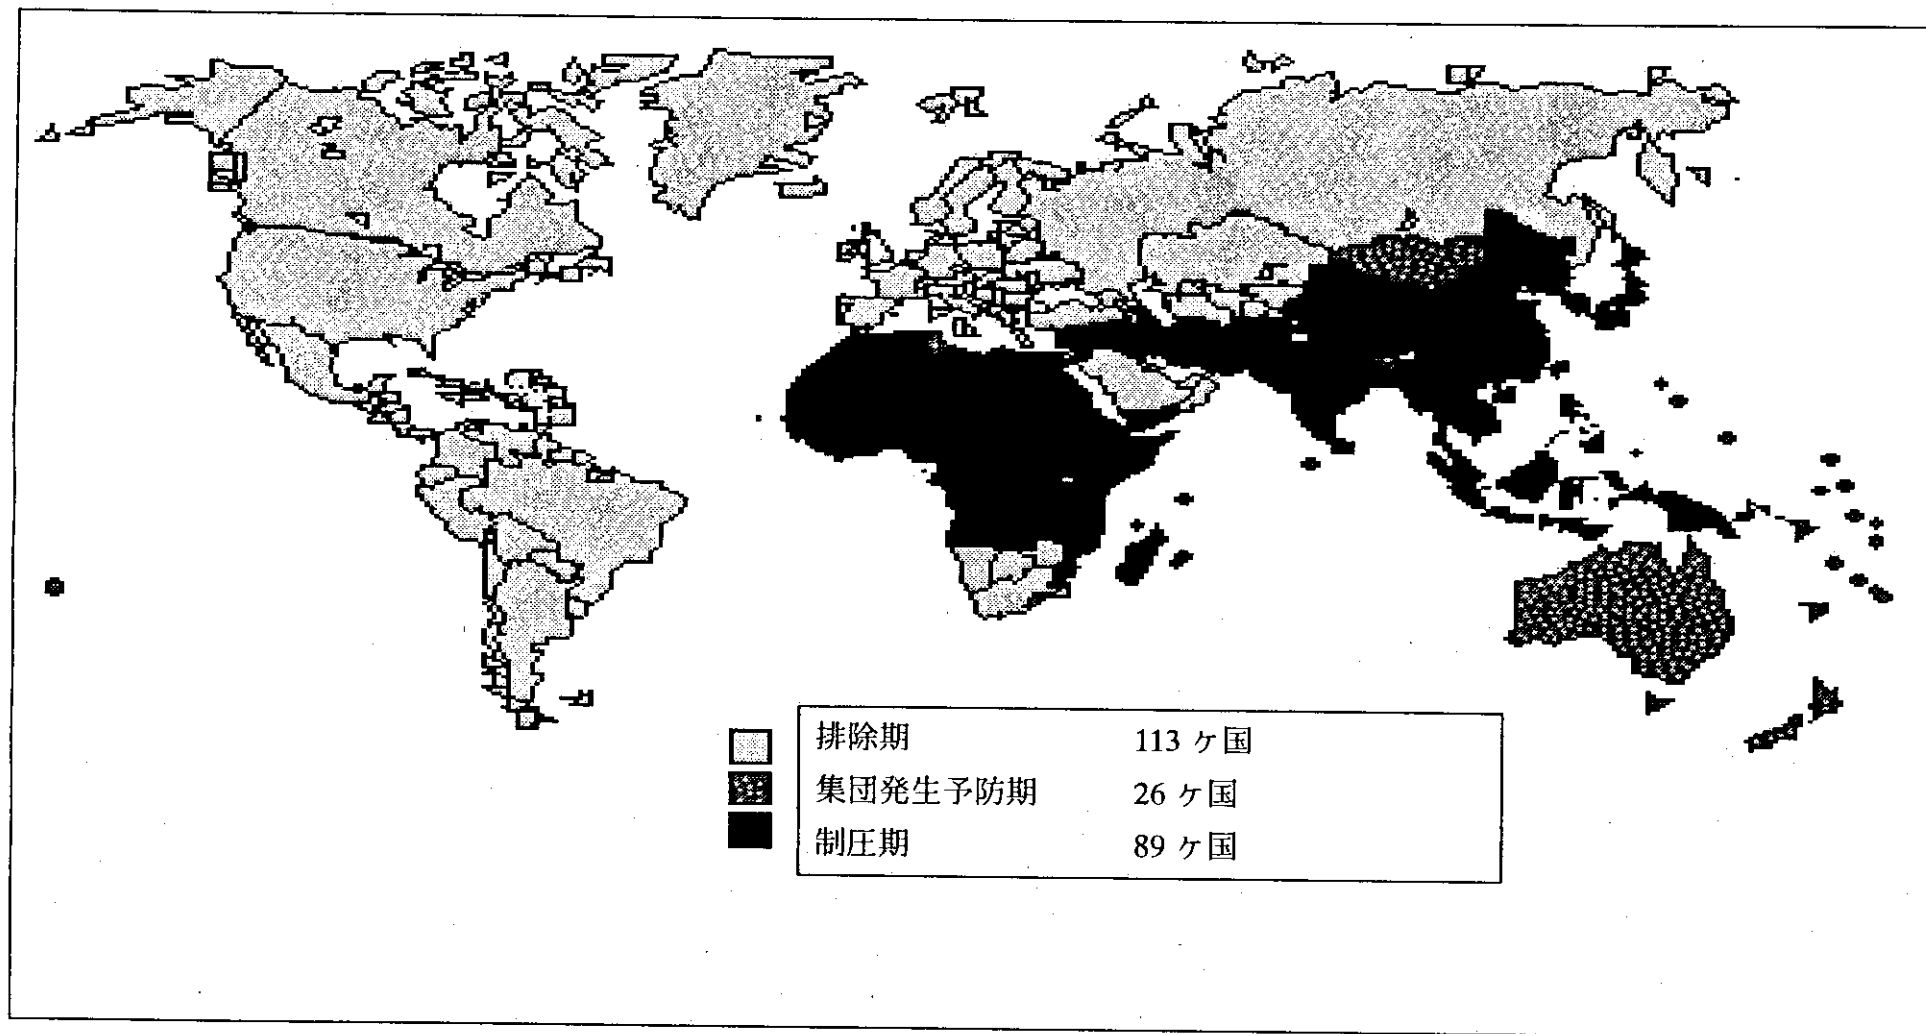 排除期 113 ヶ国
集団発生予防期 26 ヶ国
制圧期 89 ヶ国